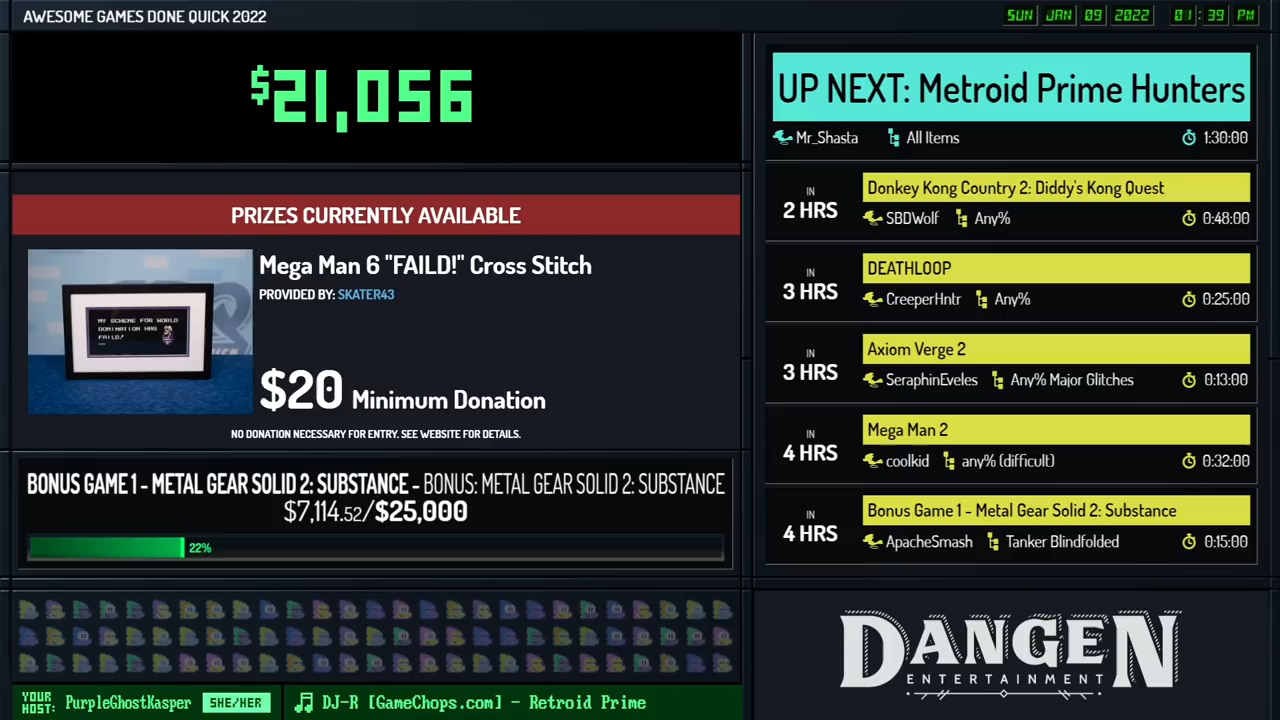 AWESOME GAMES DONE QUICK 2022
SUN JAN 09 2022 01:39 PM
$21,056
PRIZES CURRENTLY AVAILABLE
MY SCHEME FOR WORLD
DOMINATION HAS
FAILD!
Mega Man 6 "FAILD!" Cross Stitch
PROVIDED BY: SKATER43
$20 Minimum Donation
NO DONATION NECESSARY FOR ENTRY. SEE WEBSITE FOR DETAILS.
BONUS GAME 1 - METAL GEAR SOLID 2: SUBSTANCE - BONUS: METAL GEAR SOLID 2: SUBSTANCE
$7,114.52/$25,000
22%
YOUR HOST: PurpleGhostKasper SHE/HER
DJ-R [GameChops.com] - Retroid Prime
UP NEXT: Metroid Prime Hunters
Mr_Shasta All Items 1:30:00
IN 2 HRS
Donkey Kong Country 2: Diddy's Kong Quest
SBDWolf Any% 0:48:00
IN 3 HRS
DEATHLOOP
CreeperHntr Any% 0:25:00
IN 3 HRS
Axiom Verge 2
SeraphinEveles Any% Major Glitches 0:13:00
IN 4 HRS
Mega Man 2
coolkid any% (difficult) 0:32:00
IN 4 HRS
Bonus Game 1 - Metal Gear Solid 2: Substance
ApacheSmash Tanker Blindfolded 0:15:00
DANGEN
ENTERTAINMENT